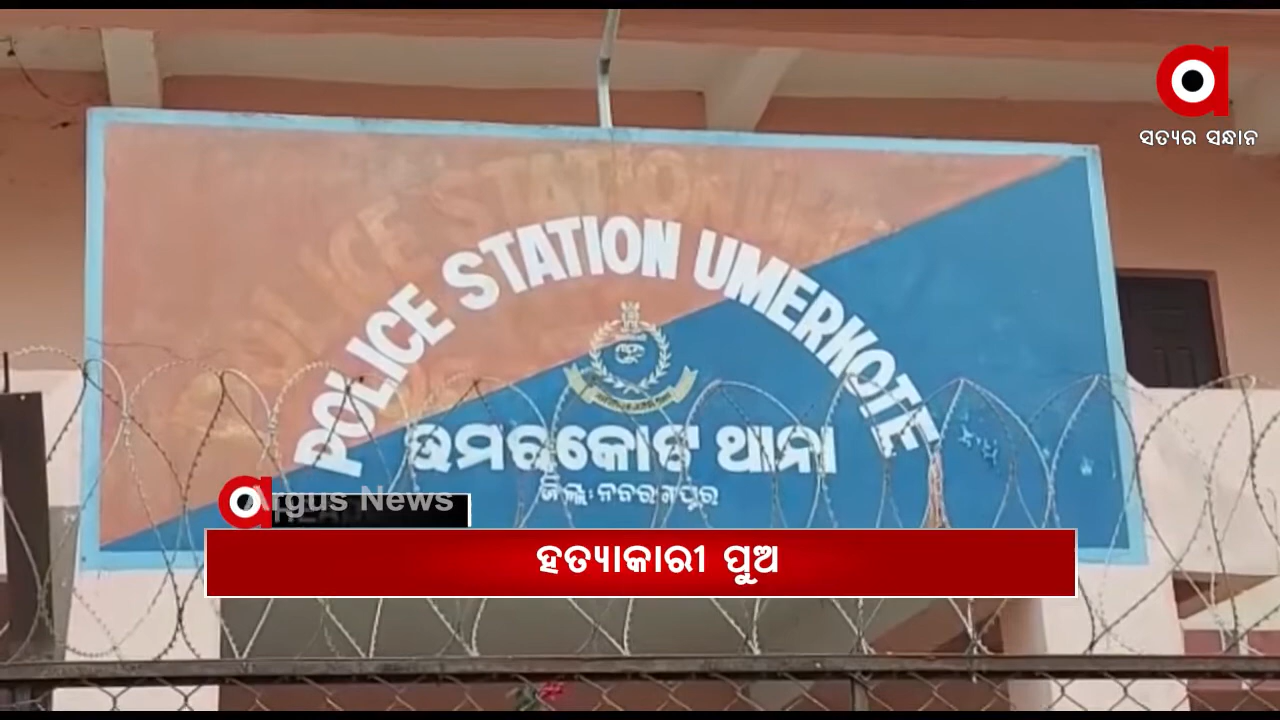 ସତ୍ୟର ସନ୍ଧାନ
POLICE STATION UMERKOTE
ଉମରକୋଟ ଥାନା
ଜିଲ୍ଲା:ନବରଙ୍ଗପୁର
Argus News
ହତ୍ୟାକାରୀ ପୁଅ